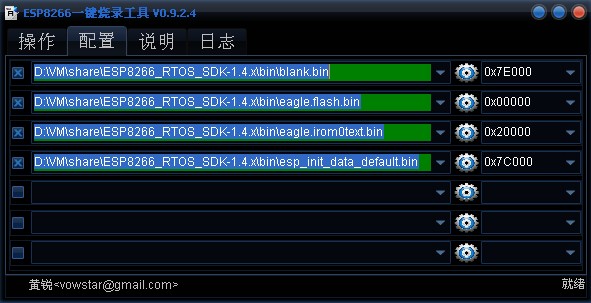 ESP8266一键烧录工具 V0.9.2.4
操作 配置 说明 日志
D:\VM\share\ESP8266_RTOS_SDK-1.4.x\bin\blank.bin 0x7E000
D:\VM\share\ESP8266_RTOS_SDK-1.4.x\bin\eagle.flash.bin 0x00000
D:\VM\share\ESP8266_RTOS_SDK-1.4.x\bin\eagle.irom0text.bin 0x20000
D:\VM\share\ESP8266_RTOS_SDK-1.4.x\bin\esp_init_data_default.bin 0x7C000
黄锐<vowstar@gmail.com> 就绪